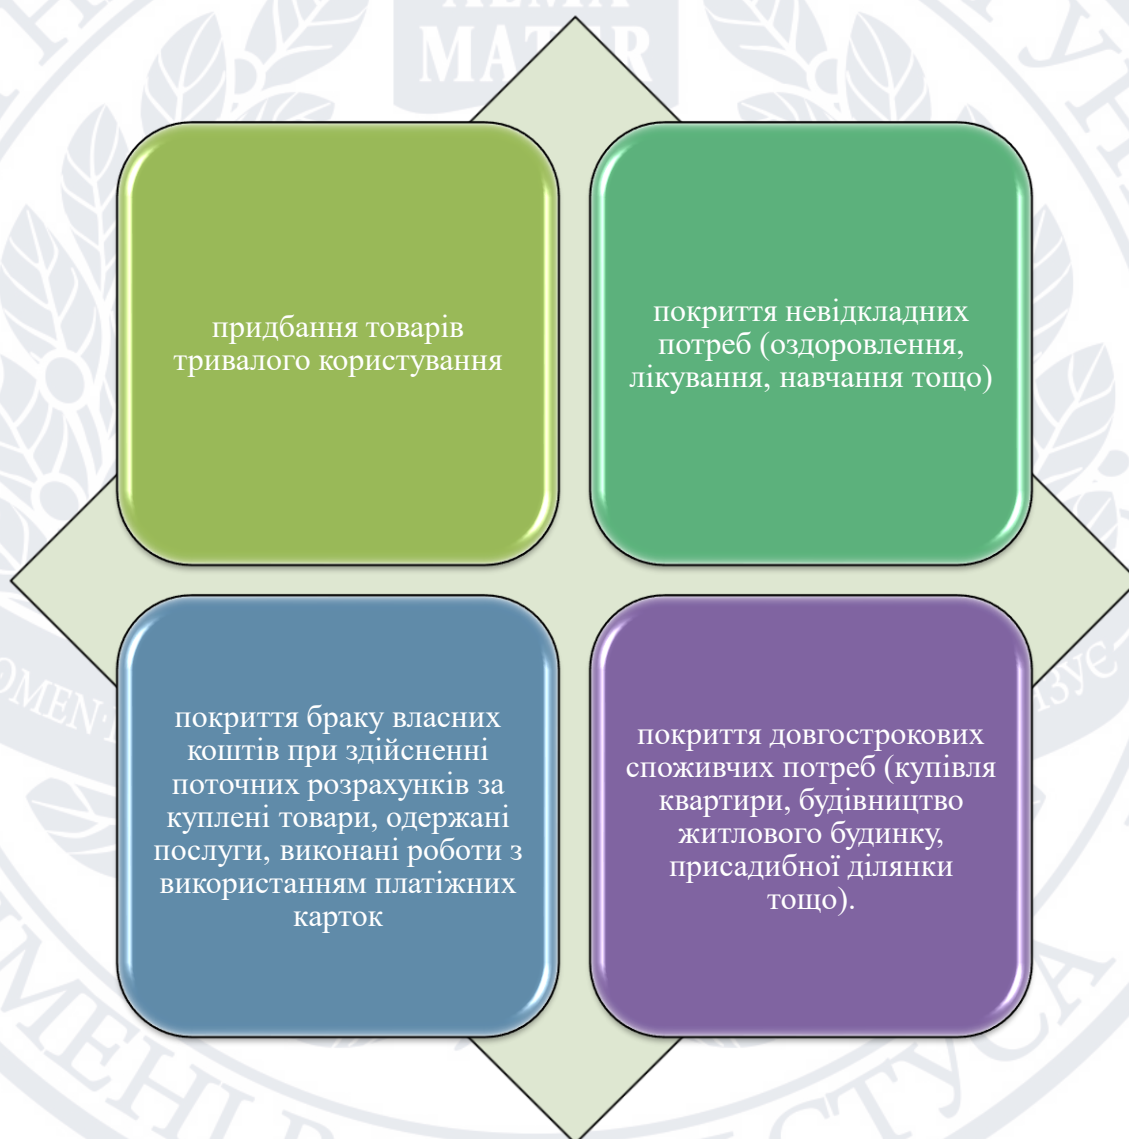 ALMA
MATER
придбання товарів
тривалого користування
покриття невідкладних
потреб (оздоровлення,
лікування, навчання тощо)
покриття браку власних
коштів при здійсненні
поточних розрахунків за
куплені товари, одержані
послуги, виконані роботи з
використанням платіжних
карток
покриття довгострокових
споживчих потреб (купівля
квартири, будівництво
житлового будинку,
присадибної ділянки
тощо).